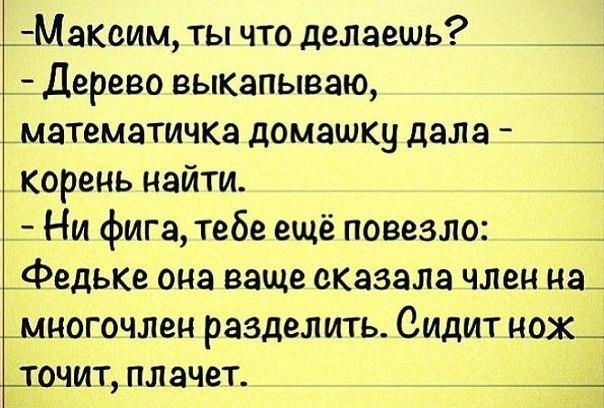 -Максим, ты что делаешь?
- Дерево выкапываю,
математичка домашку дала -
корень найти.
- Ни фига, тебе ещё повезло:
Федьке она ваще сказала член на
многочлен разделить. Сидит нож
точит, плачет.